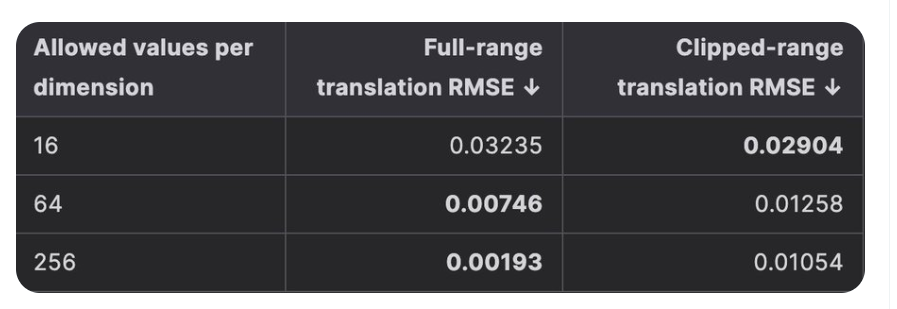 Allowed values per dimension
Full-range translation RMSE ↓
Clipped-range translation RMSE ↓
16 0.03235 0.02904
64 0.00746 0.01258
256 0.00193 0.01054